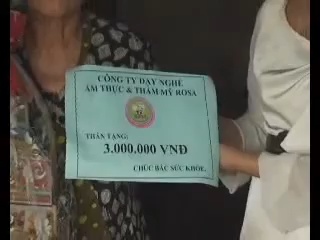 CÔNG TY DẠY NGHỀ
ẨM THỰC & THẨM MỸ ROSA
THÂN TẶNG:
3.000.000 VNĐ
CHÚC BÁC SỨC KHỎE.